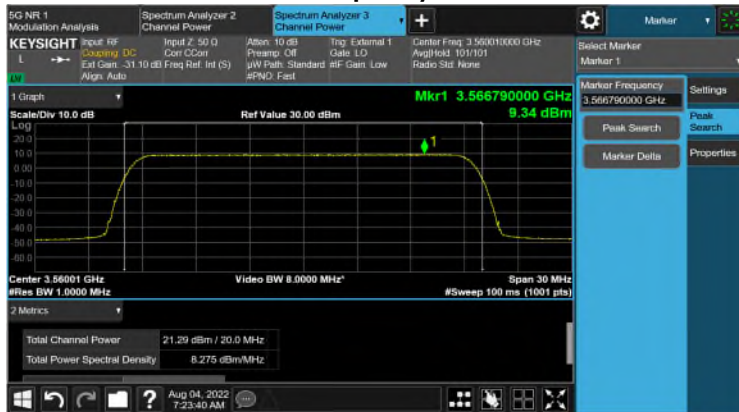 5G NR 1
Modulation Analysis
Spectrum Analyzer 2
Channel Power
Spectrum Analyzer 3
Channel Power
+
Marker
KEYSIGHT
L
LW
Input: RF
Coupling: DC
Ext Gain: -31.10 dB
Align: Auto
Input Z: 50 Ω
Corr CCorr
Freq Ref: Int (S)
Atten: 10 dB
Preamp: Off
µW Path: Standard
#PNO: Fast
Trig: External 1
Gate: LO
#IF Gain: Low
Center Freq: 3.560010000 GHz
Avg|Hold: 101/101
Radio Std: None
Select Marker
Marker 1
Marker Frequency
3.566790000 GHz
Peak Search
Marker Delta
Settings
Peak
Search
Properties
1 Graph
Scale/Div 10.0 dB
Ref Value 30.00 dBm
Mkr1 3.566790000 GHz
9.34 dBm
Log
20.0
10.0
0.00
-10.0
-20.0
-30.0
-40.0
-50.0
-60.0
1
Center 3.56001 GHz
#Res BW 1.0000 MHz
Video BW 8.0000 MHz*
Span 30 MHz
#Sweep 100 ms (1001 pts)
2 Metrics
Total Channel Power 21.29 dBm / 20.0 MHz
Total Power Spectral Density 8.275 dBm/MHz
?
Aug 04, 2022
7:23:40 AM